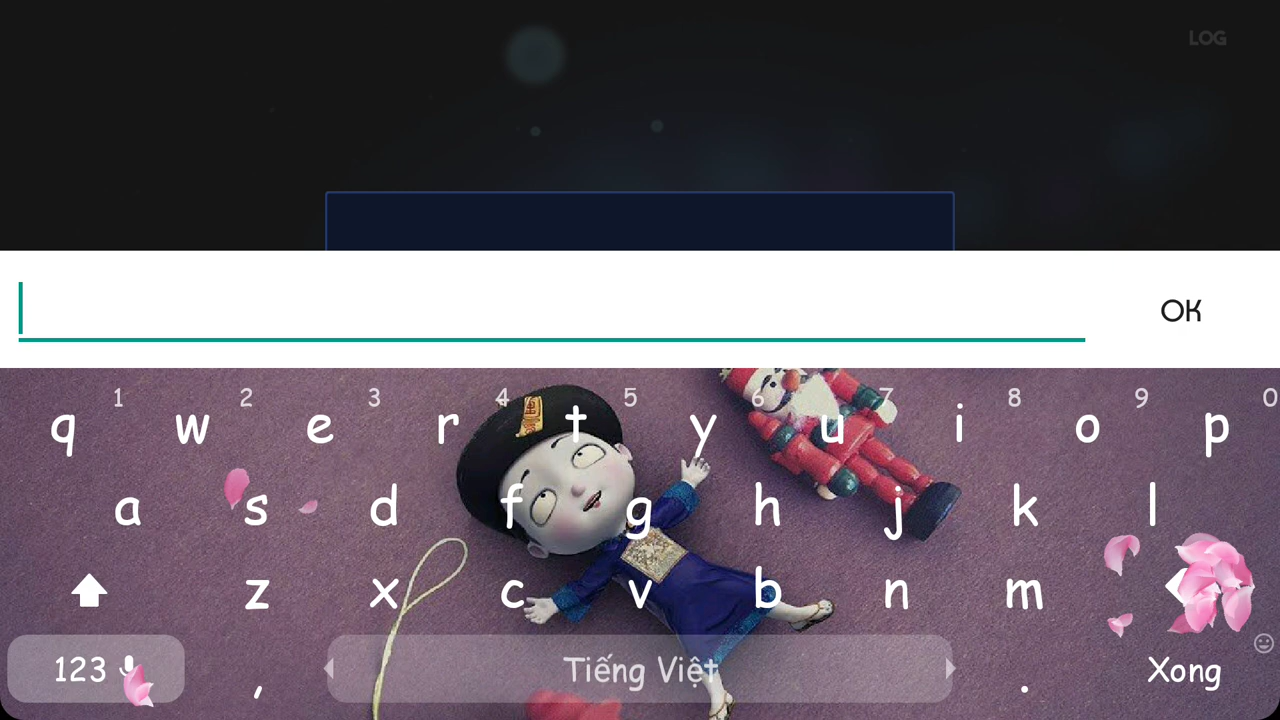 LOG
OK
1 2 3 4 5 6 7 8 9 0
q w e r t y u i o p
a s d f g h j k l
z x c v b n m
123 , Tiếng Việt . Xong